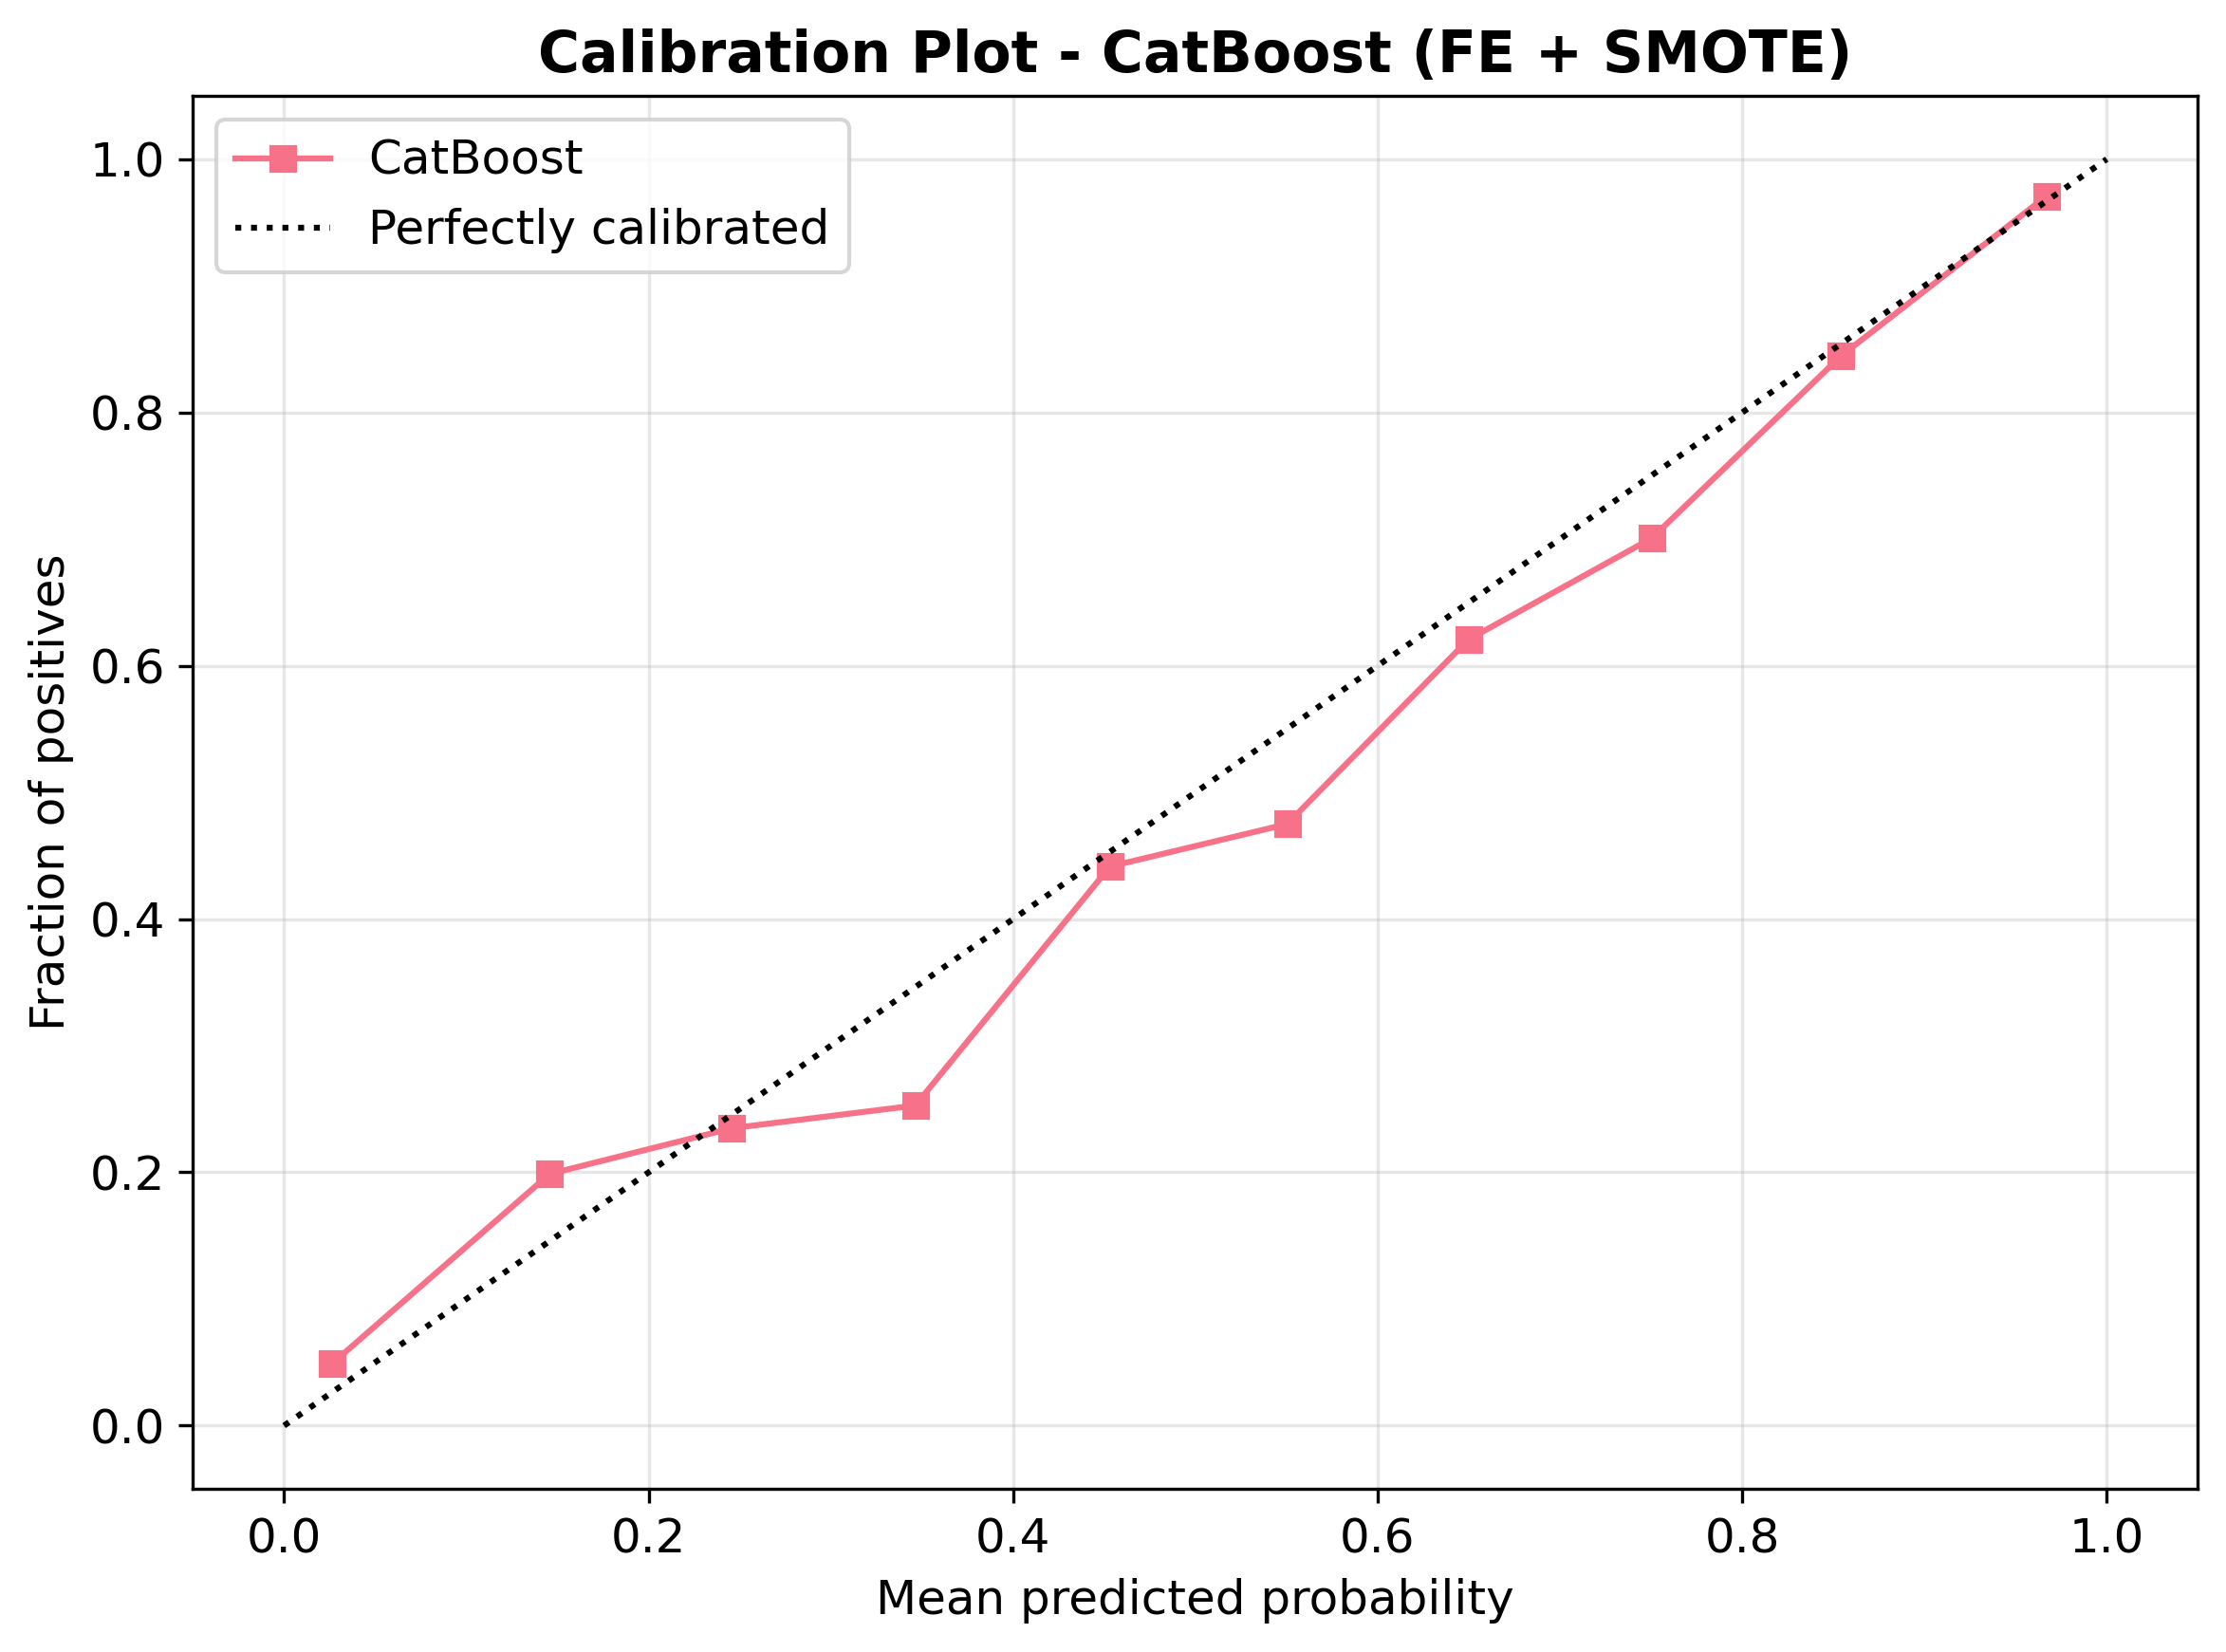 Calibration Plot - CatBoost (FE + SMOTE)
CatBoost
Perfectly calibrated
1.0
0.8
0.6
0.4
0.2
0.0
Fraction of positives
0.0 0.2 0.4 0.6 0.8 1.0
Mean predicted probability